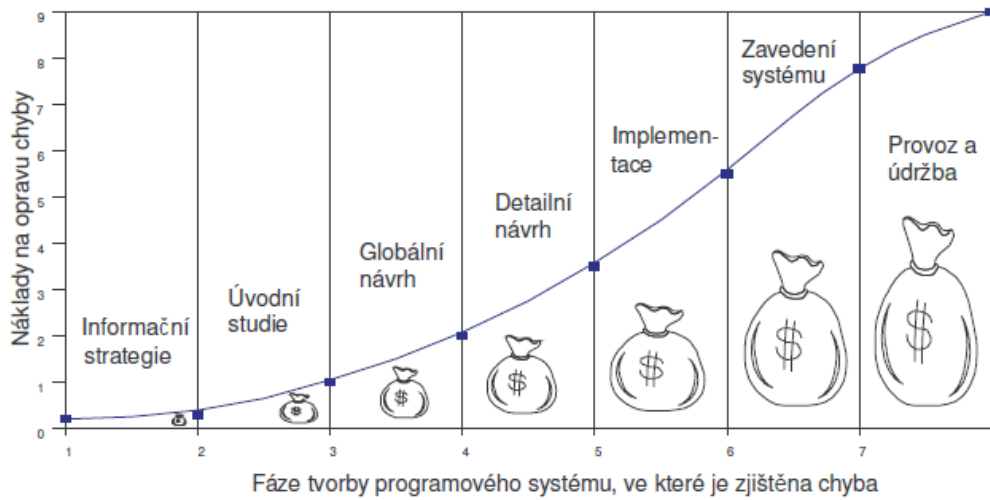 Náklady na opravu chyby
9
8
7
6
5
4
3
2
1
0
Informační
strategie
Úvodní
studie
Globální
návrh
Detailní
návrh
Implemen-
tace
Zavedení
systému
Provoz a
údržba
$
$
$
$
$
$
$
1
2
3
4
5
6
7
Fáze tvorby programového systému, ve které je zjištěna chyba